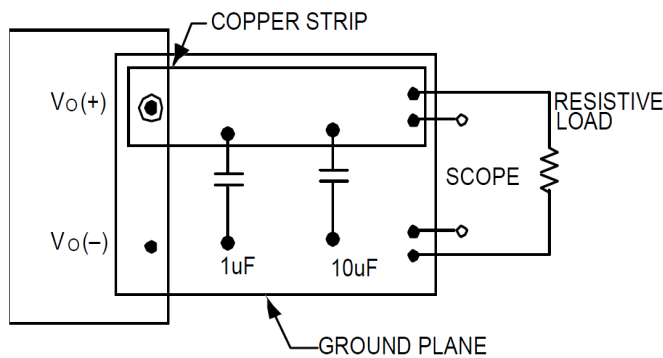 COPPER STRIP
VO(+)
RESISTIVE
LOAD
SCOPE
VO(–)
1uF
10uF
GROUND PLANE